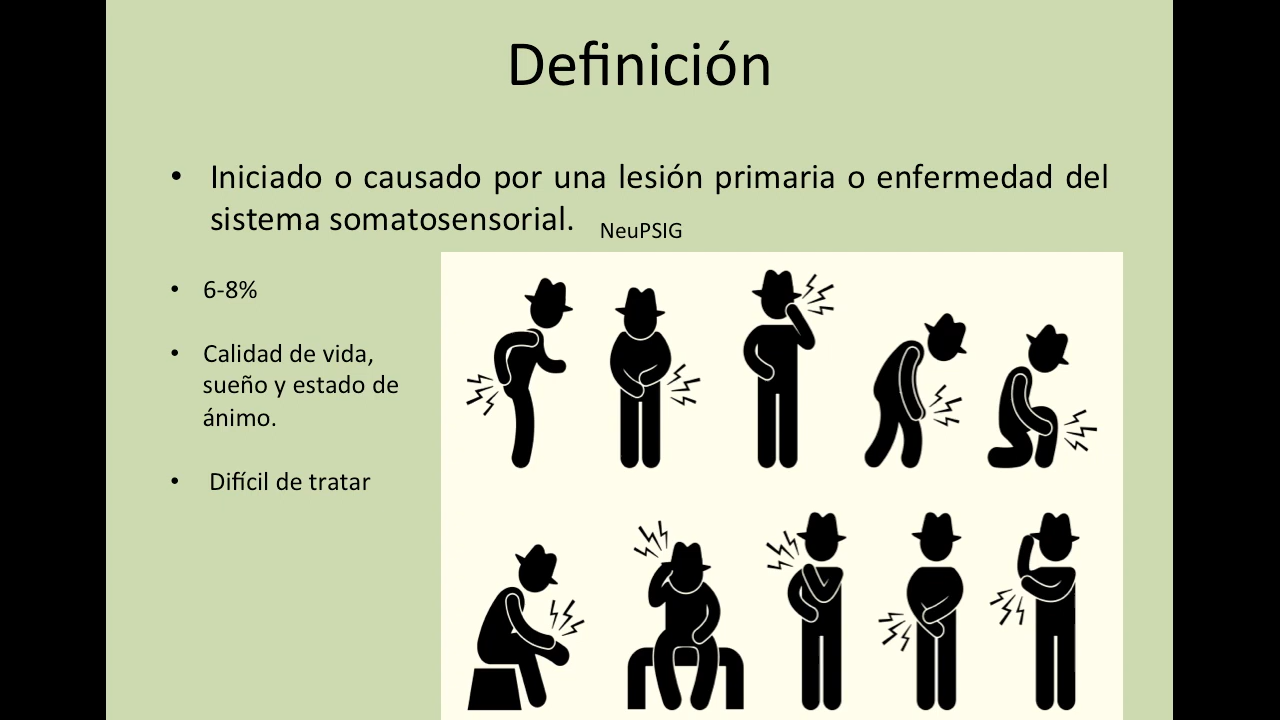 Definición
• Iniciado o causado por una lesión primaria o enfermedad del
sistema somatosensorial. NeuPSIG
• 6-8%
• Calidad de vida,
sueño y estado de
ánimo.
• Difícil de tratar